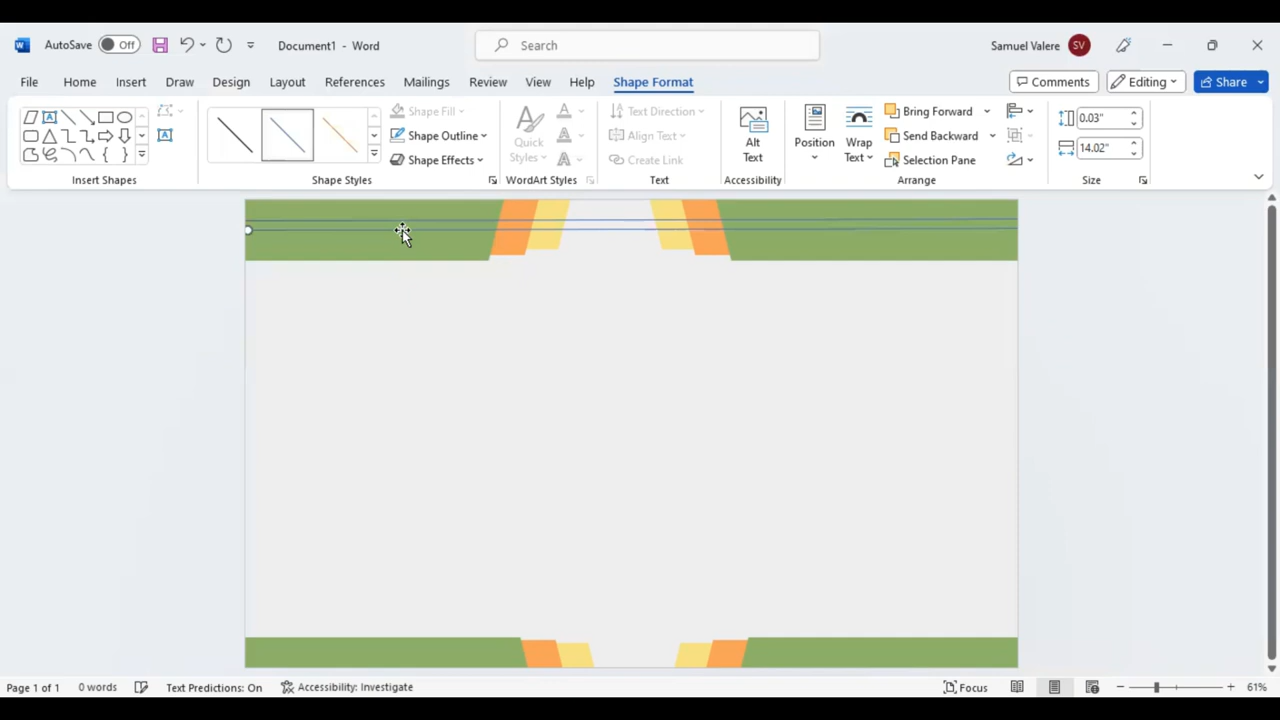 AutoSave Off Document1 - Word Search Samuel Valere SV
File Home Insert Draw Design Layout References Mailings Review View Help Shape Format Comments Editing Share
Shape Fill Text Direction Bring Forward 0.03"
Shape Outline Quick Styles Align Text Alt Text Position Wrap Text Send Backward
Shape Effects Create Link Selection Pane 14.02"
Insert Shapes Shape Styles WordArt Styles Text Accessibility Arrange Size
Page 1 of 1 0 words Text Predictions: On Accessibility: Investigate Focus 61%